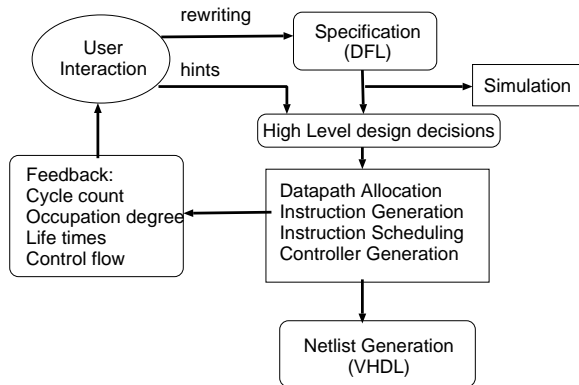 rewriting
Specification
(DFL)
User
Interaction
hints
Simulation
High Level design decisions
Feedback:
Cycle count
Occupation degree
Life times
Control flow
Datapath Allocation
Instruction Generation
Instruction Scheduling
Controller Generation
Netlist Generation
(VHDL)